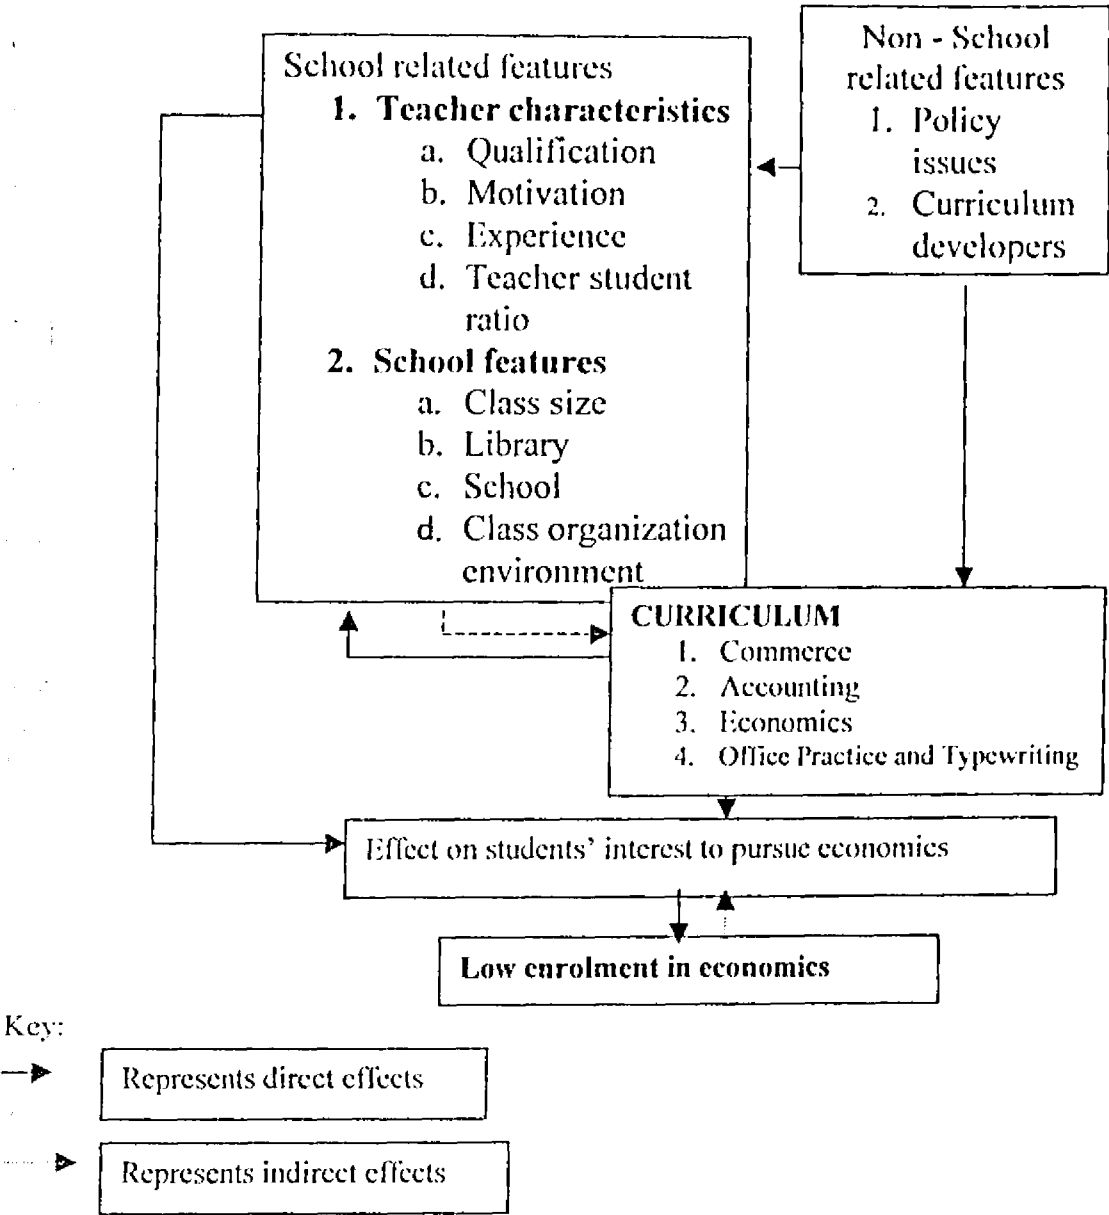 School related features
1. Teacher characteristics
a. Qualification
b. Motivation
c. Experience
d. Teacher student
ratio
2. School features
a. Class size
b. Library
c. School
d. Class organization
environment
Non - School
related features
1. Policy
issues
2. Curriculum
developers
CURRICULUM
1. Commerce
2. Accounting
3. Economics
4. Office Practice and Typewriting
Effect on students' interest to pursue economics
Low enrolment in economics
Key:
Represents direct effects
Represents indirect effects